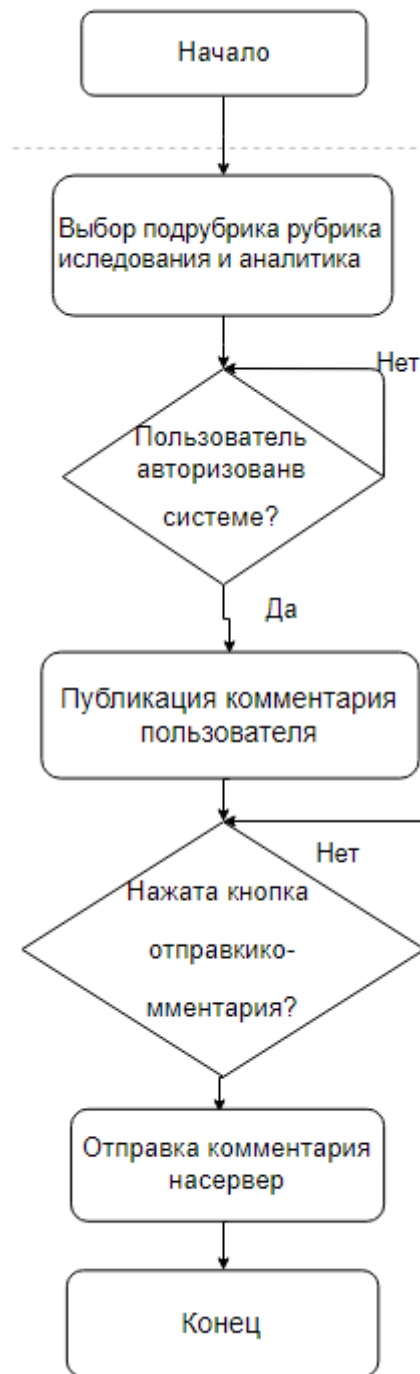 Начало
Выбор подрубрика рубрика
иследования и аналитика
Нет
Пользователь
авторизованв
системе?
Да
Публикация комментария
пользователя
Нет
Нажата кнопка
отправкико-
мментария?
Отправка комментария
насервер
Конец